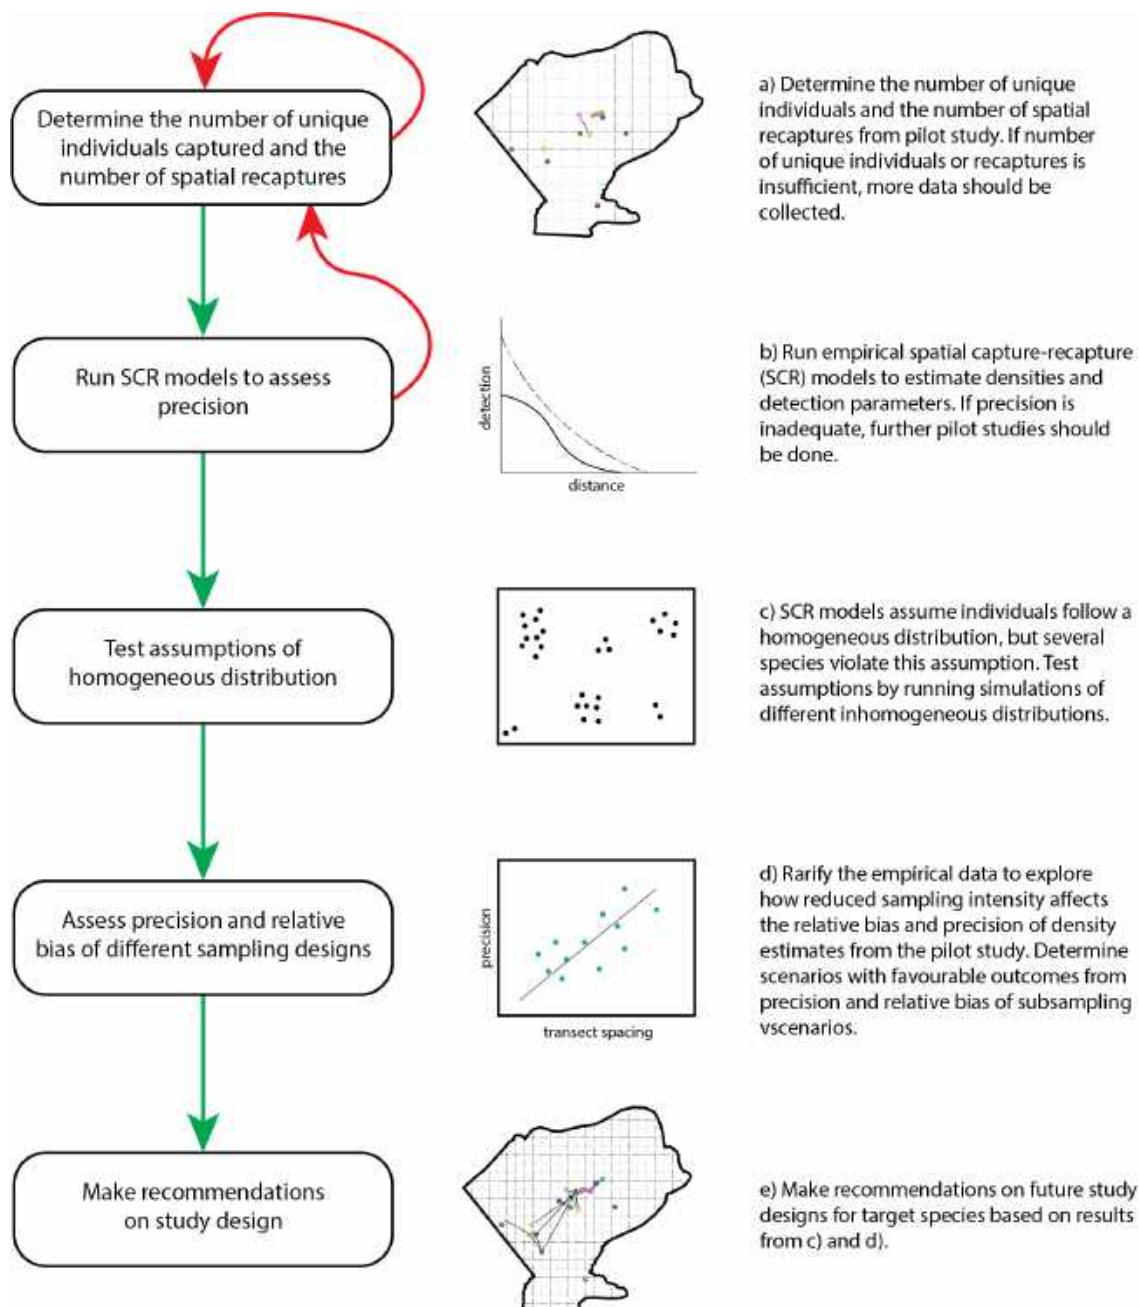 Determine the number of unique
individuals captured and the
number of spatial recaptures
a) Determine the number of unique
individuals and the number of spatial
recaptures from pilot study. If number
of unique individuals or recaptures is
insufficient, more data should be
collected.
Run SCR models to assess
precision
detection
distance
b) Run empirical spatial capture-recapture
(SCR) models to estimate densities and
detection parameters. If precision is
inadequate, further pilot studies should
be done.
Test assumptions of
homogeneous distribution
c) SCR models assume individuals follow a
homogeneous distribution, but several
species violate this assumption. Test
assumptions by running simulations of
different inhomogeneous distributions.
Assess precision and relative
bias of different sampling designs
precision
transect spacing
d) Rarify the empirical data to explore
how reduced sampling intensity affects
the relative bias and precision of density
estimates from the pilot study. Determine
scenarios with favourable outcomes from
precision and relative bias of subsampling
vscenarios.
Make recommendations
on study design
e) Make recommendations on future study
designs for target species based on results
from c) and d).